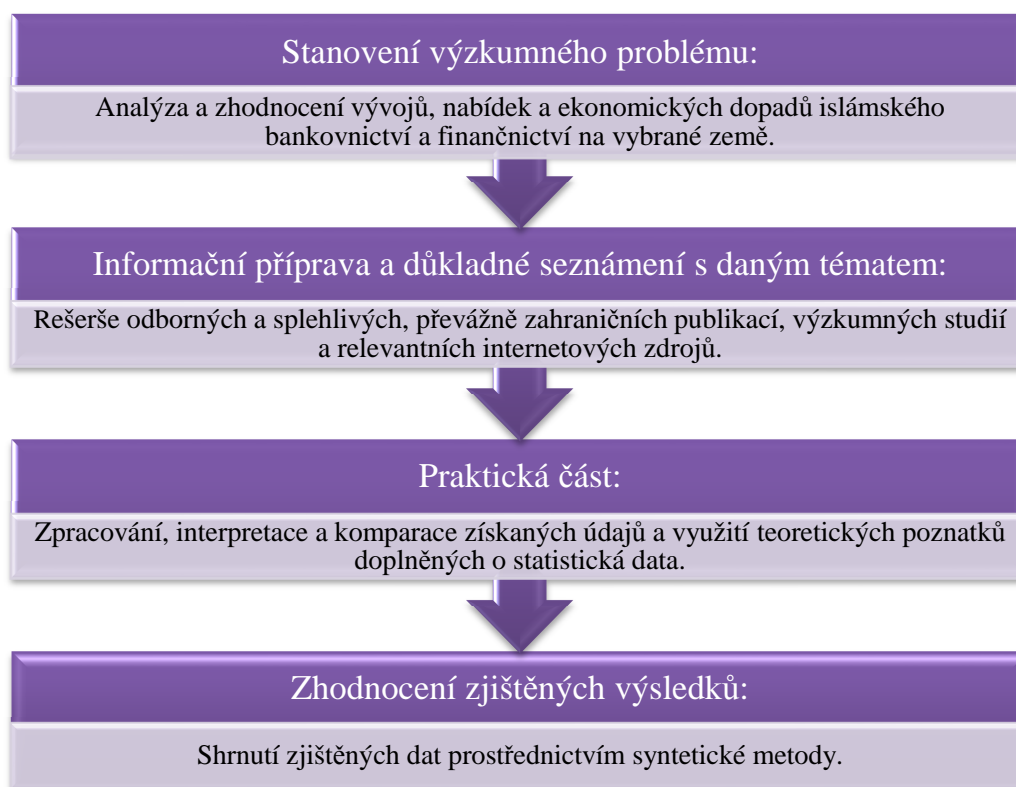 Stanovení výzkumného problému:
Analýza a zhodnocení vývojů, nabídek a ekonomických dopadů islámského
bankovnictví a finančnictví na vybrané země.
Informační příprava a důkladné seznámení s daným tématem:
Rešerše odborných a splehlivých, převážně zahraničních publikací, výzkumných studií
a relevantních internetových zdrojů.
Praktická část:
Zpracování, interpretace a komparace získaných údajů a využití teoretických poznatků
doplněných o statistická data.
Zhodnocení zjištěných výsledků:
Shrnutí zjištěných dat prostřednictvím syntetické metody.